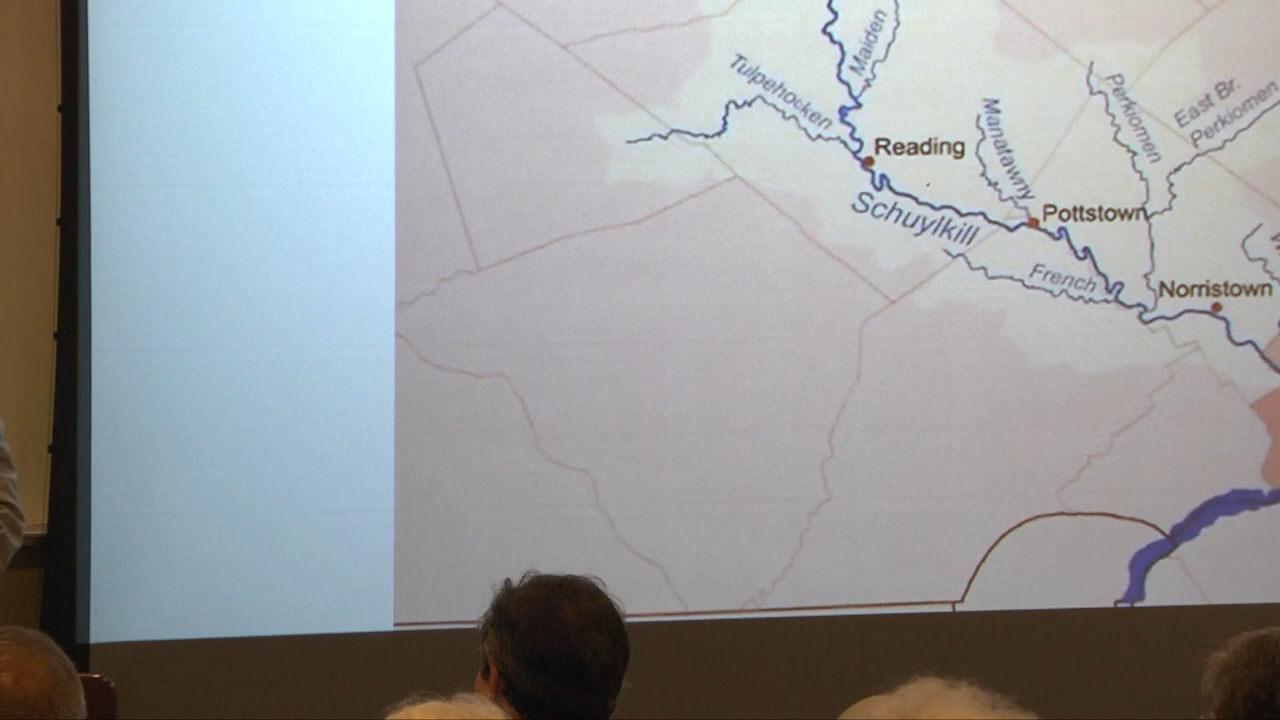 Maiden
Tulpehocken
Reading
Manatawny
Perkiomen
East Br.
Perkiomen
Schuylkill
Pottstown
French
Norristown